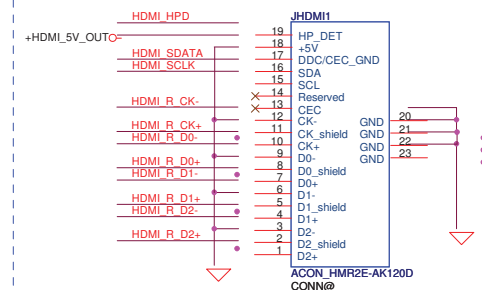 HDMI_HPD
JHDMI1
+HDMI_5V_OUT
19 HP_DET
18 +5V
HDMI_SDATA 17 DDC/CEC_GND
HDMI_SCLK 16 SDA
15 SCL
14 Reserved
HDMI_R_CK- 13 CEC
12 CK- GND 20
HDMI_R_CK+ 11 CK_shield GND 21
HDMI_R_D0- 10 CK+ GND 22
9 D0- GND 23
HDMI_R_D0+ 8 D0_shield
HDMI_R_D1- 7 D0+
6 D1-
HDMI_R_D1+ 5 D1_shield
HDMI_R_D2- 4 D1+
3 D2-
HDMI_R_D2+ 2 D2_shield
1 D2+
ACON_HMR2E-AK120D
CONN@